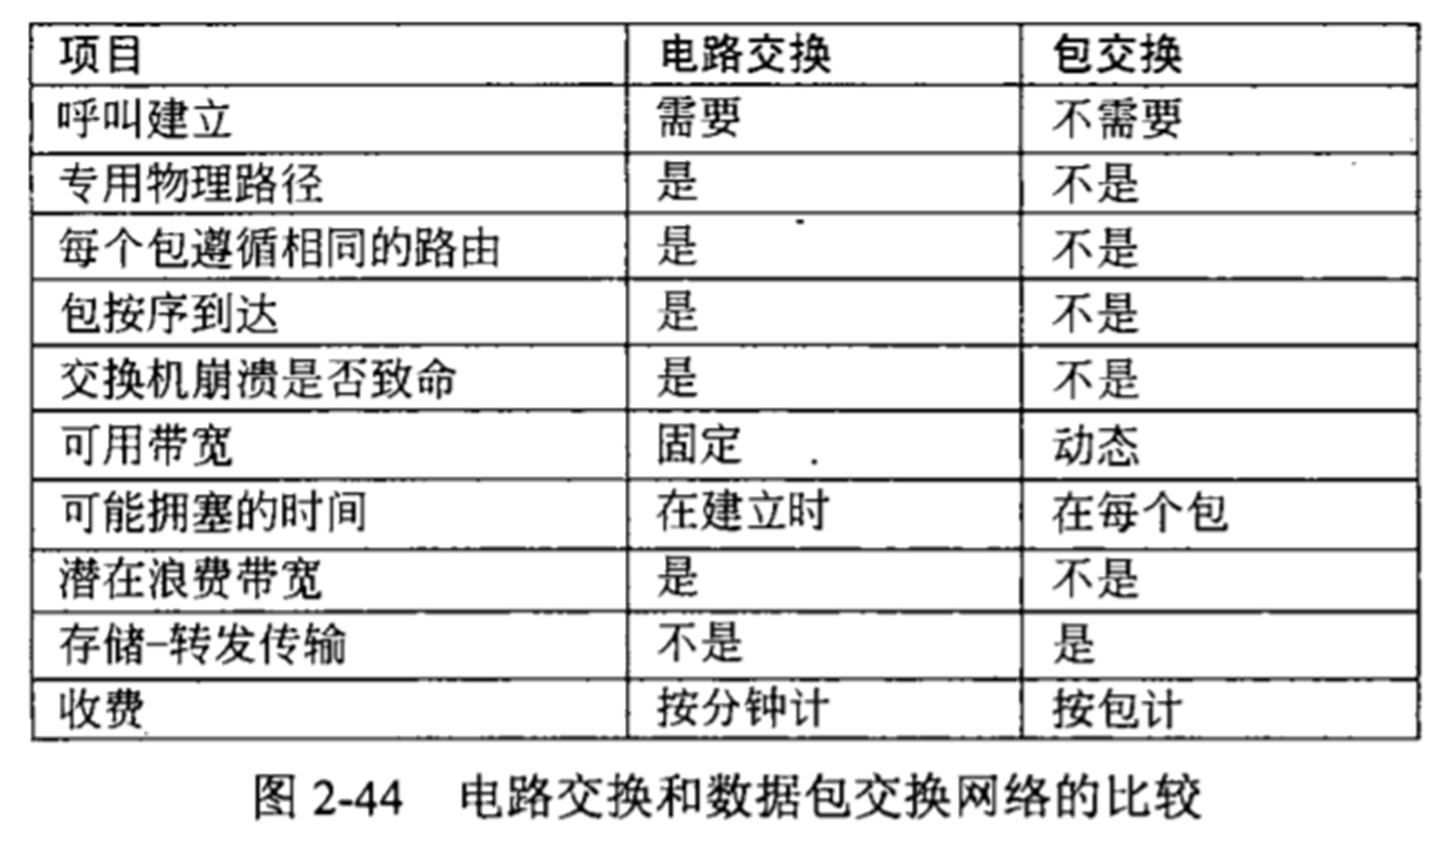 项目 电路交换 包交换
呼叫建立 需要 不需要
专用物理路径 是 不是
每个包遵循相同的路由 是 不是
包按序到达 是 不是
交换机崩溃是否致命 是 不是
可用带宽 固定 动态
可能拥塞的时间 在建立时 在每个包
潜在浪费带宽 是 不是
存储–转发传输 不是 是
收费 按分钟计 按包计
图 2-44 电路交换和数据包交换网络的比较